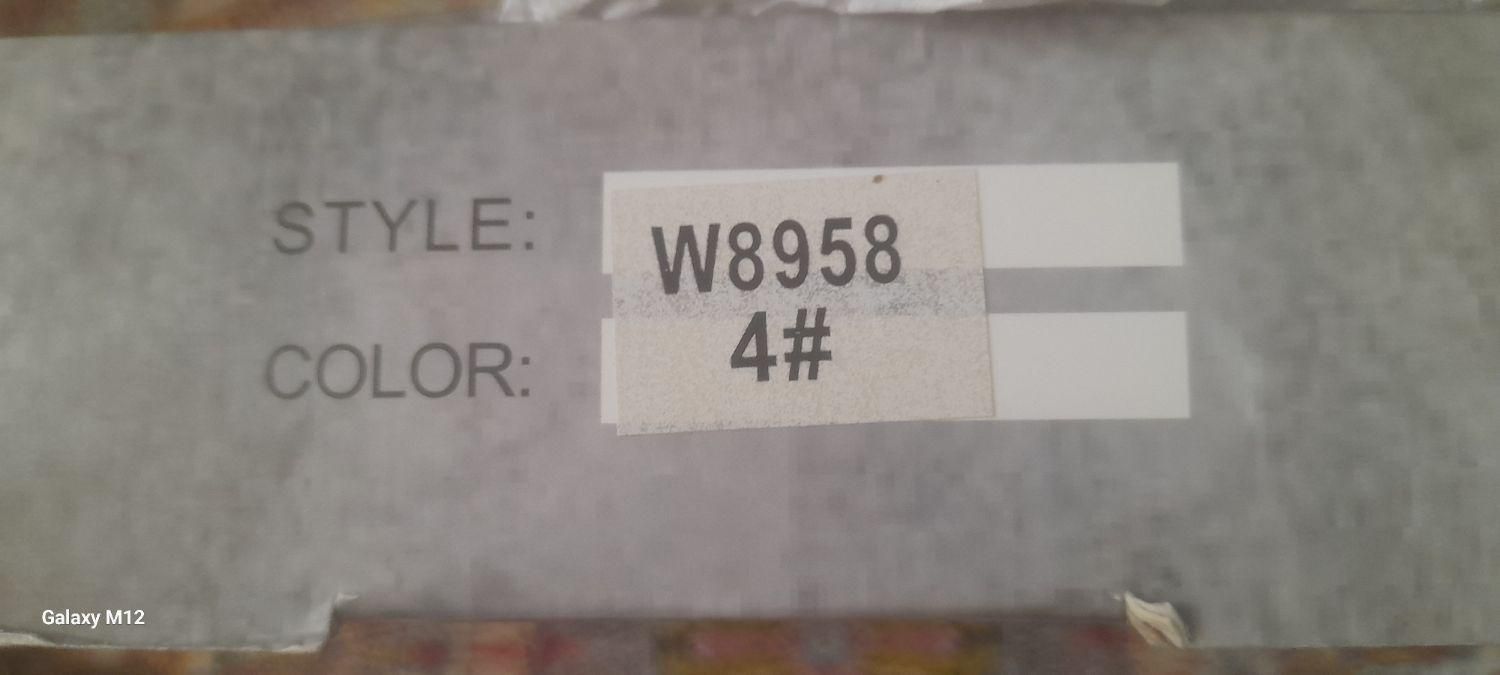 STYLE: W8958
COLOR: 4#
Galaxy M12